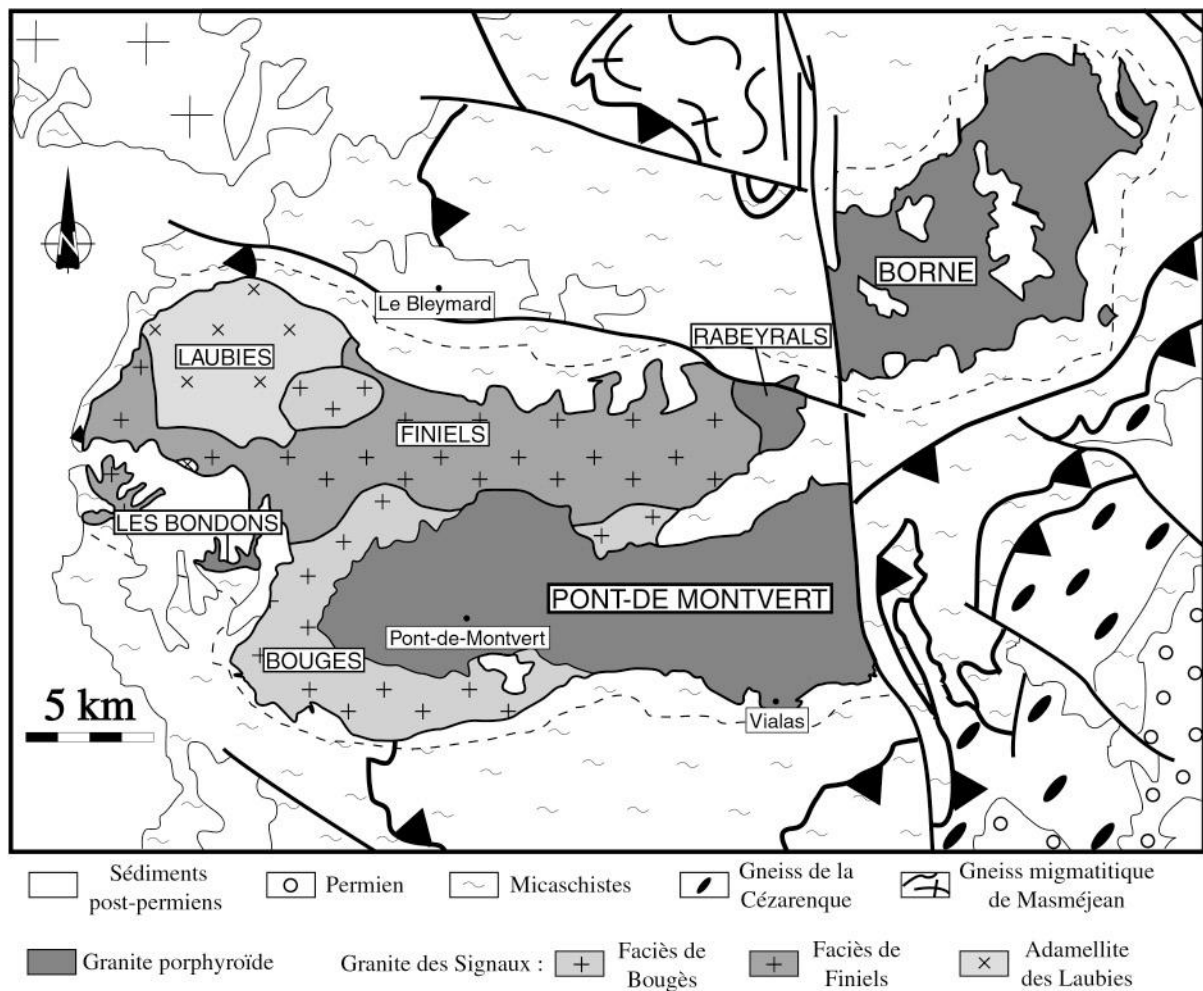 BORNE
Le Bleymard
RABEYRALS
LAUBIES
FINIELS
LES BONDONS
PONT-DE MONTVERT
Pont-de-Montvert
BOUGES
Vialas
N
5 km
Sédiments
post-permiens
Permien
Micaschistes
Gneiss de la
Cézarenque
Gneiss migmatitique
de Masméjean
Granite porphyroïde
Granite des Signaux :
Faciès de
Bougès
Faciès de
Finiels
Adamellite
des Laubies